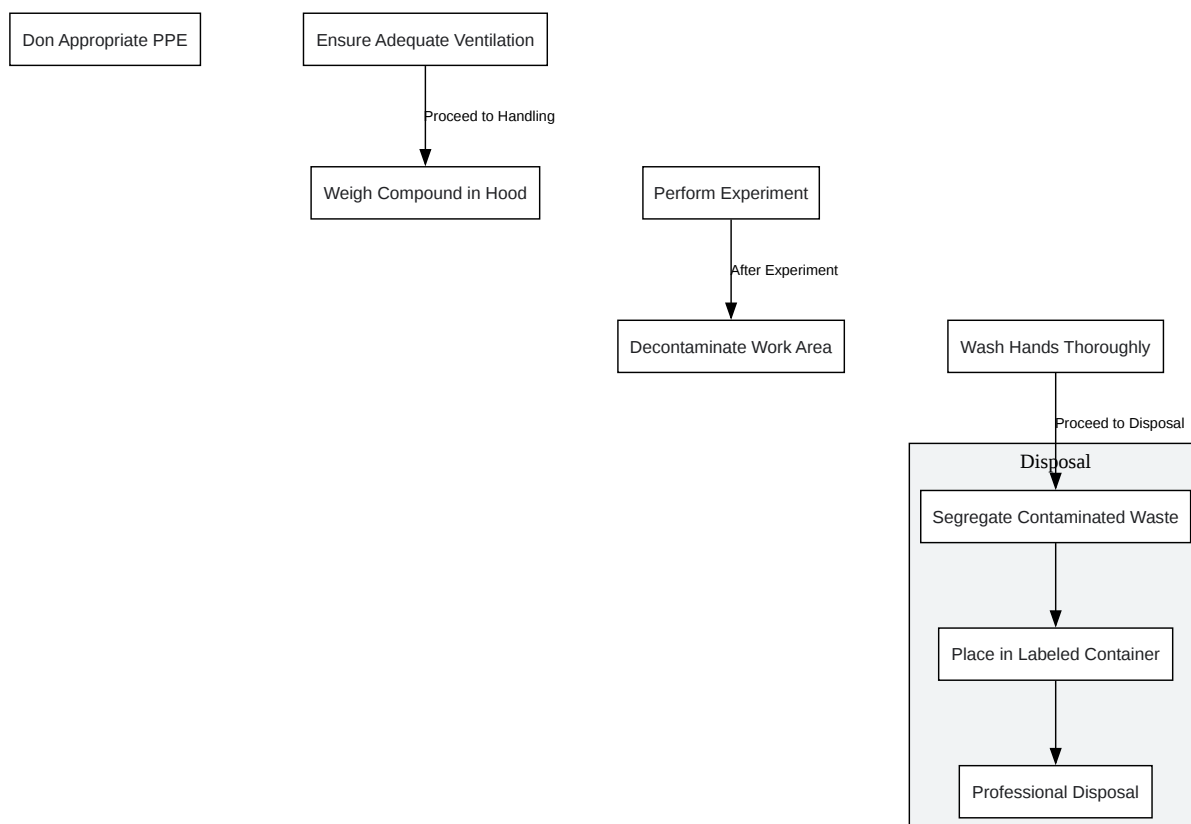 Don Appropriate PPE
Ensure Adequate Ventilation
Proceed to Handling
Weigh Compound in Hood
Perform Experiment
After Experiment
Decontaminate Work Area
Wash Hands Thoroughly
Proceed to Disposal
Disposal
Segregate Contaminated Waste
Place in Labeled Container
Professional Disposal